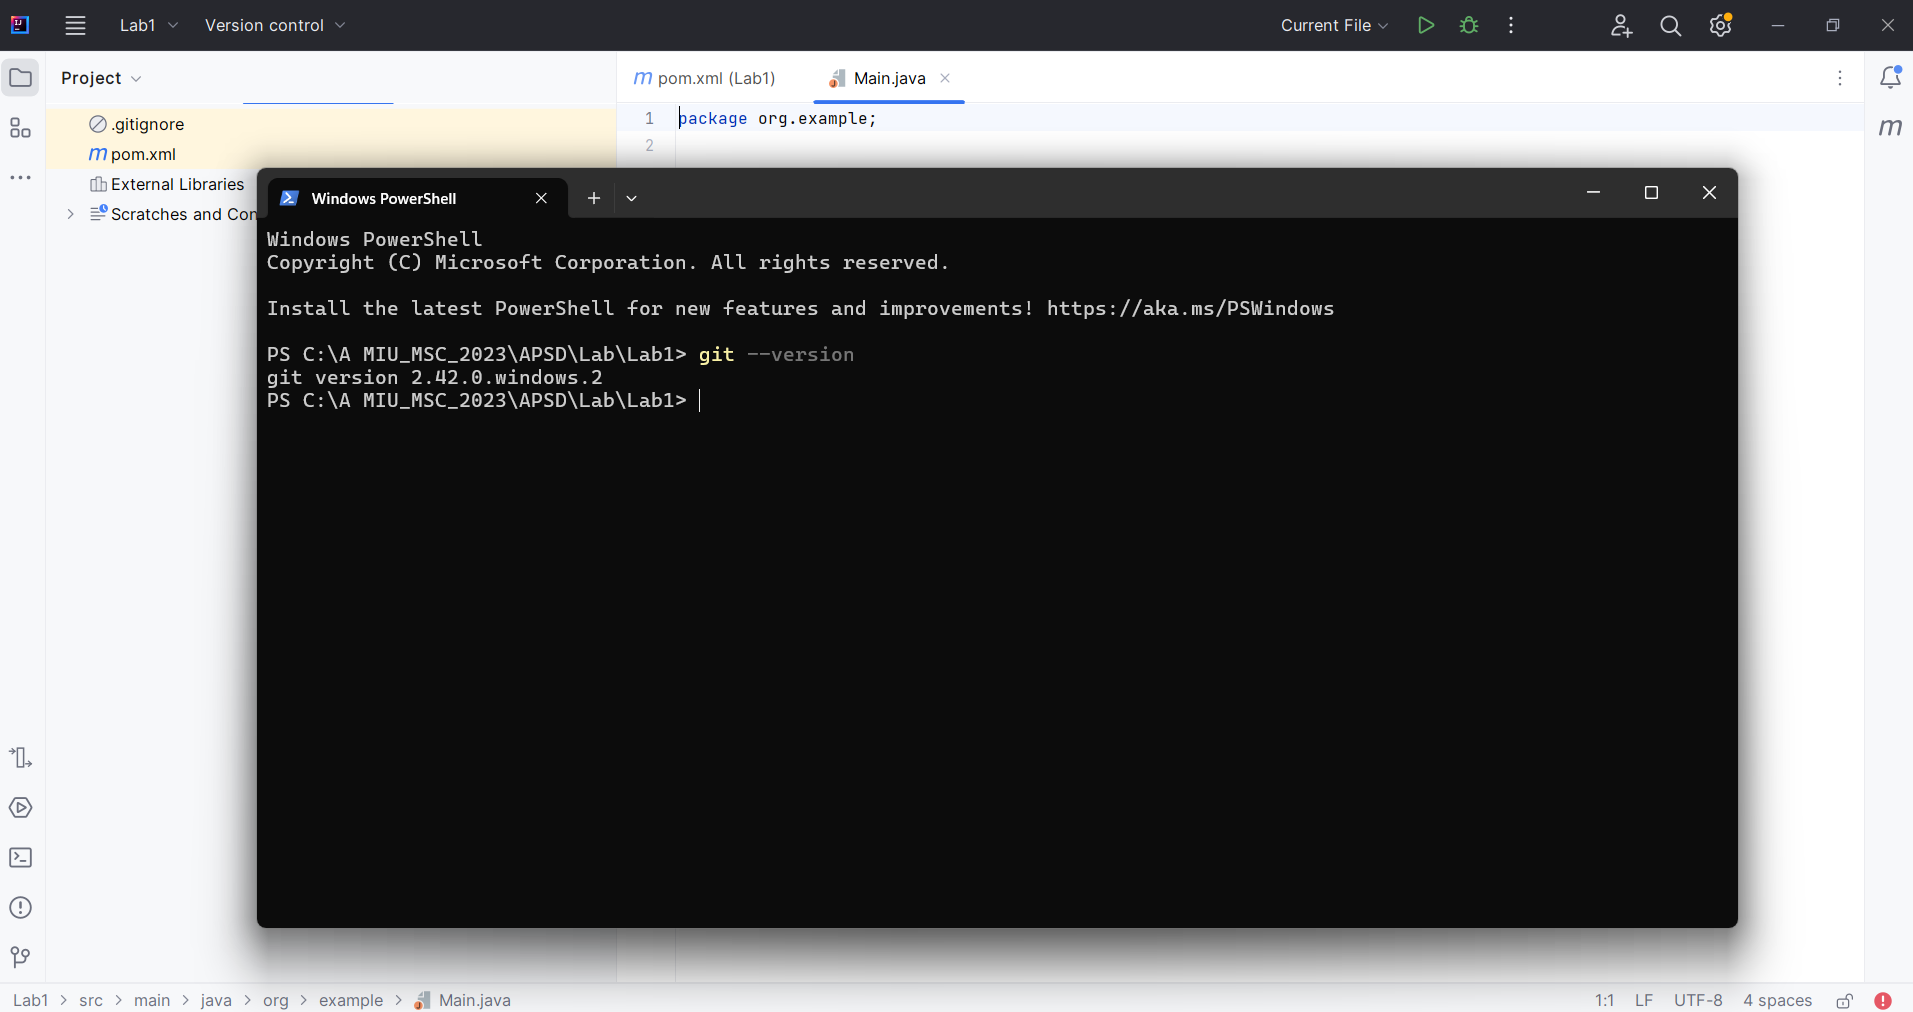 Lab1 Version control Current File
Project
pom.xml (Lab1) Main.java
.gitignore
pom.xml
External Libraries
Scratches and Con
1 package org.example;
2
Windows PowerShell
Windows PowerShell
Copyright (C) Microsoft Corporation. All rights reserved.
Install the latest PowerShell for new features and improvements! https://aka.ms/PSWindows
PS C:\A MIU_MSC_2023\APSD\Lab\Lab1> git --version
git version 2.42.0.windows.2
PS C:\A MIU_MSC_2023\APSD\Lab\Lab1>
Lab1 > src > main > java > org > example > Main.java 1:1 LF UTF-8 4 spaces